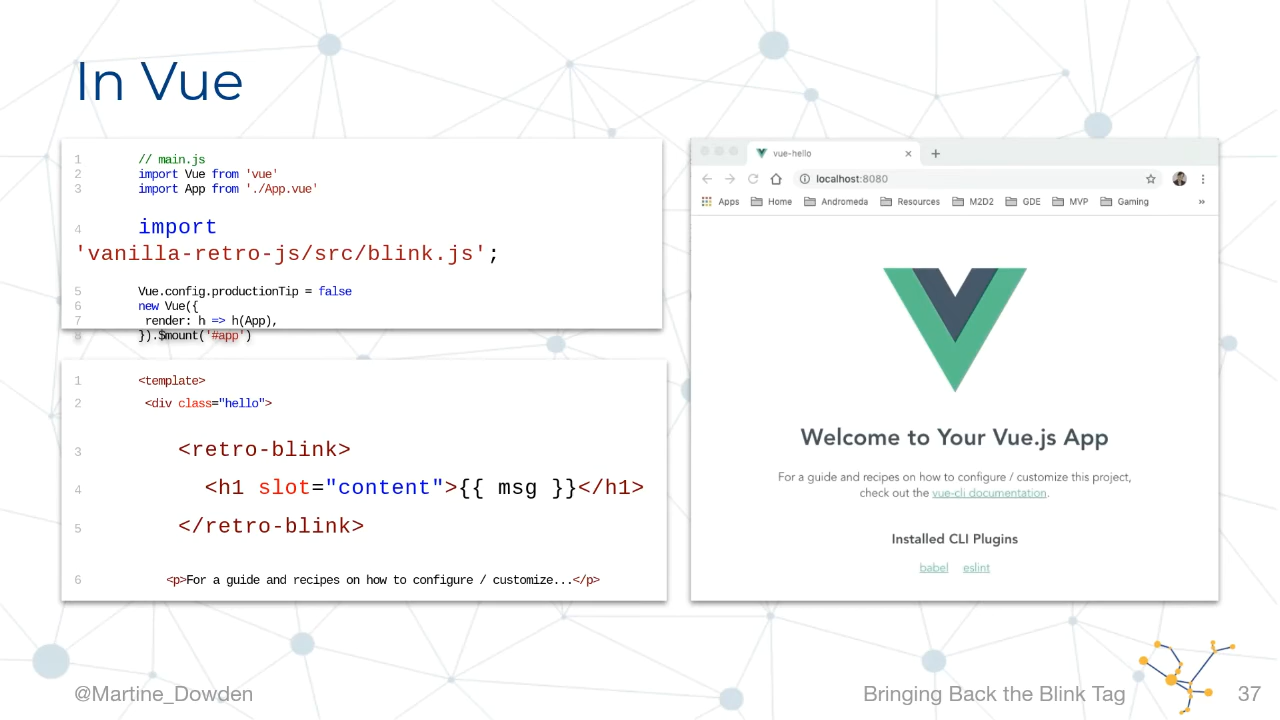 In Vue
1 // main.js
2 import Vue from 'vue'
3 import App from './App.vue'
4 import
'vanilla-retro-js/src/blink.js';
5 Vue.config.productionTip = false
6 new Vue({
7 render: h => h(App),
8 }).$mount('#app')
1 <template>
2 <div class="hello">
3 <retro-blink>
4 <h1 slot="content">{{ msg }}</h1>
5 </retro-blink>
6 <p>For a guide and recipes on how to configure / customize...</p>
vue-hello
localhost:8080
Apps Home Andromeda Resources M2D2 GDE MVP Gaming »
Welcome to Your Vue.js App
For a guide and recipes on how to configure / customize this project,
check out the vue-cli documentation.
Installed CLI Plugins
babel eslint
@Martine_Dowden
Bringing Back the Blink Tag
37